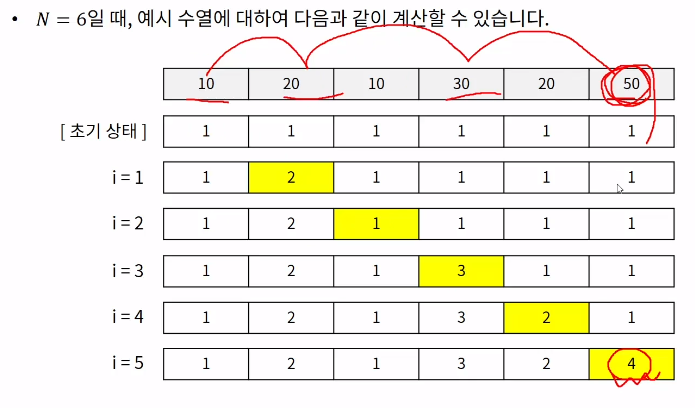 • N = 6일 때, 예시 수열에 대하여 다음과 같이 계산할 수 있습니다.
10 20 10 30 20 50
[ 초기 상태 ] 1 1 1 1 1 1
i = 1 1 2 1 1 1 1
i = 2 1 2 1 1 1 1
i = 3 1 2 1 3 1 1
i = 4 1 2 1 3 2 1
i = 5 1 2 1 3 2 4